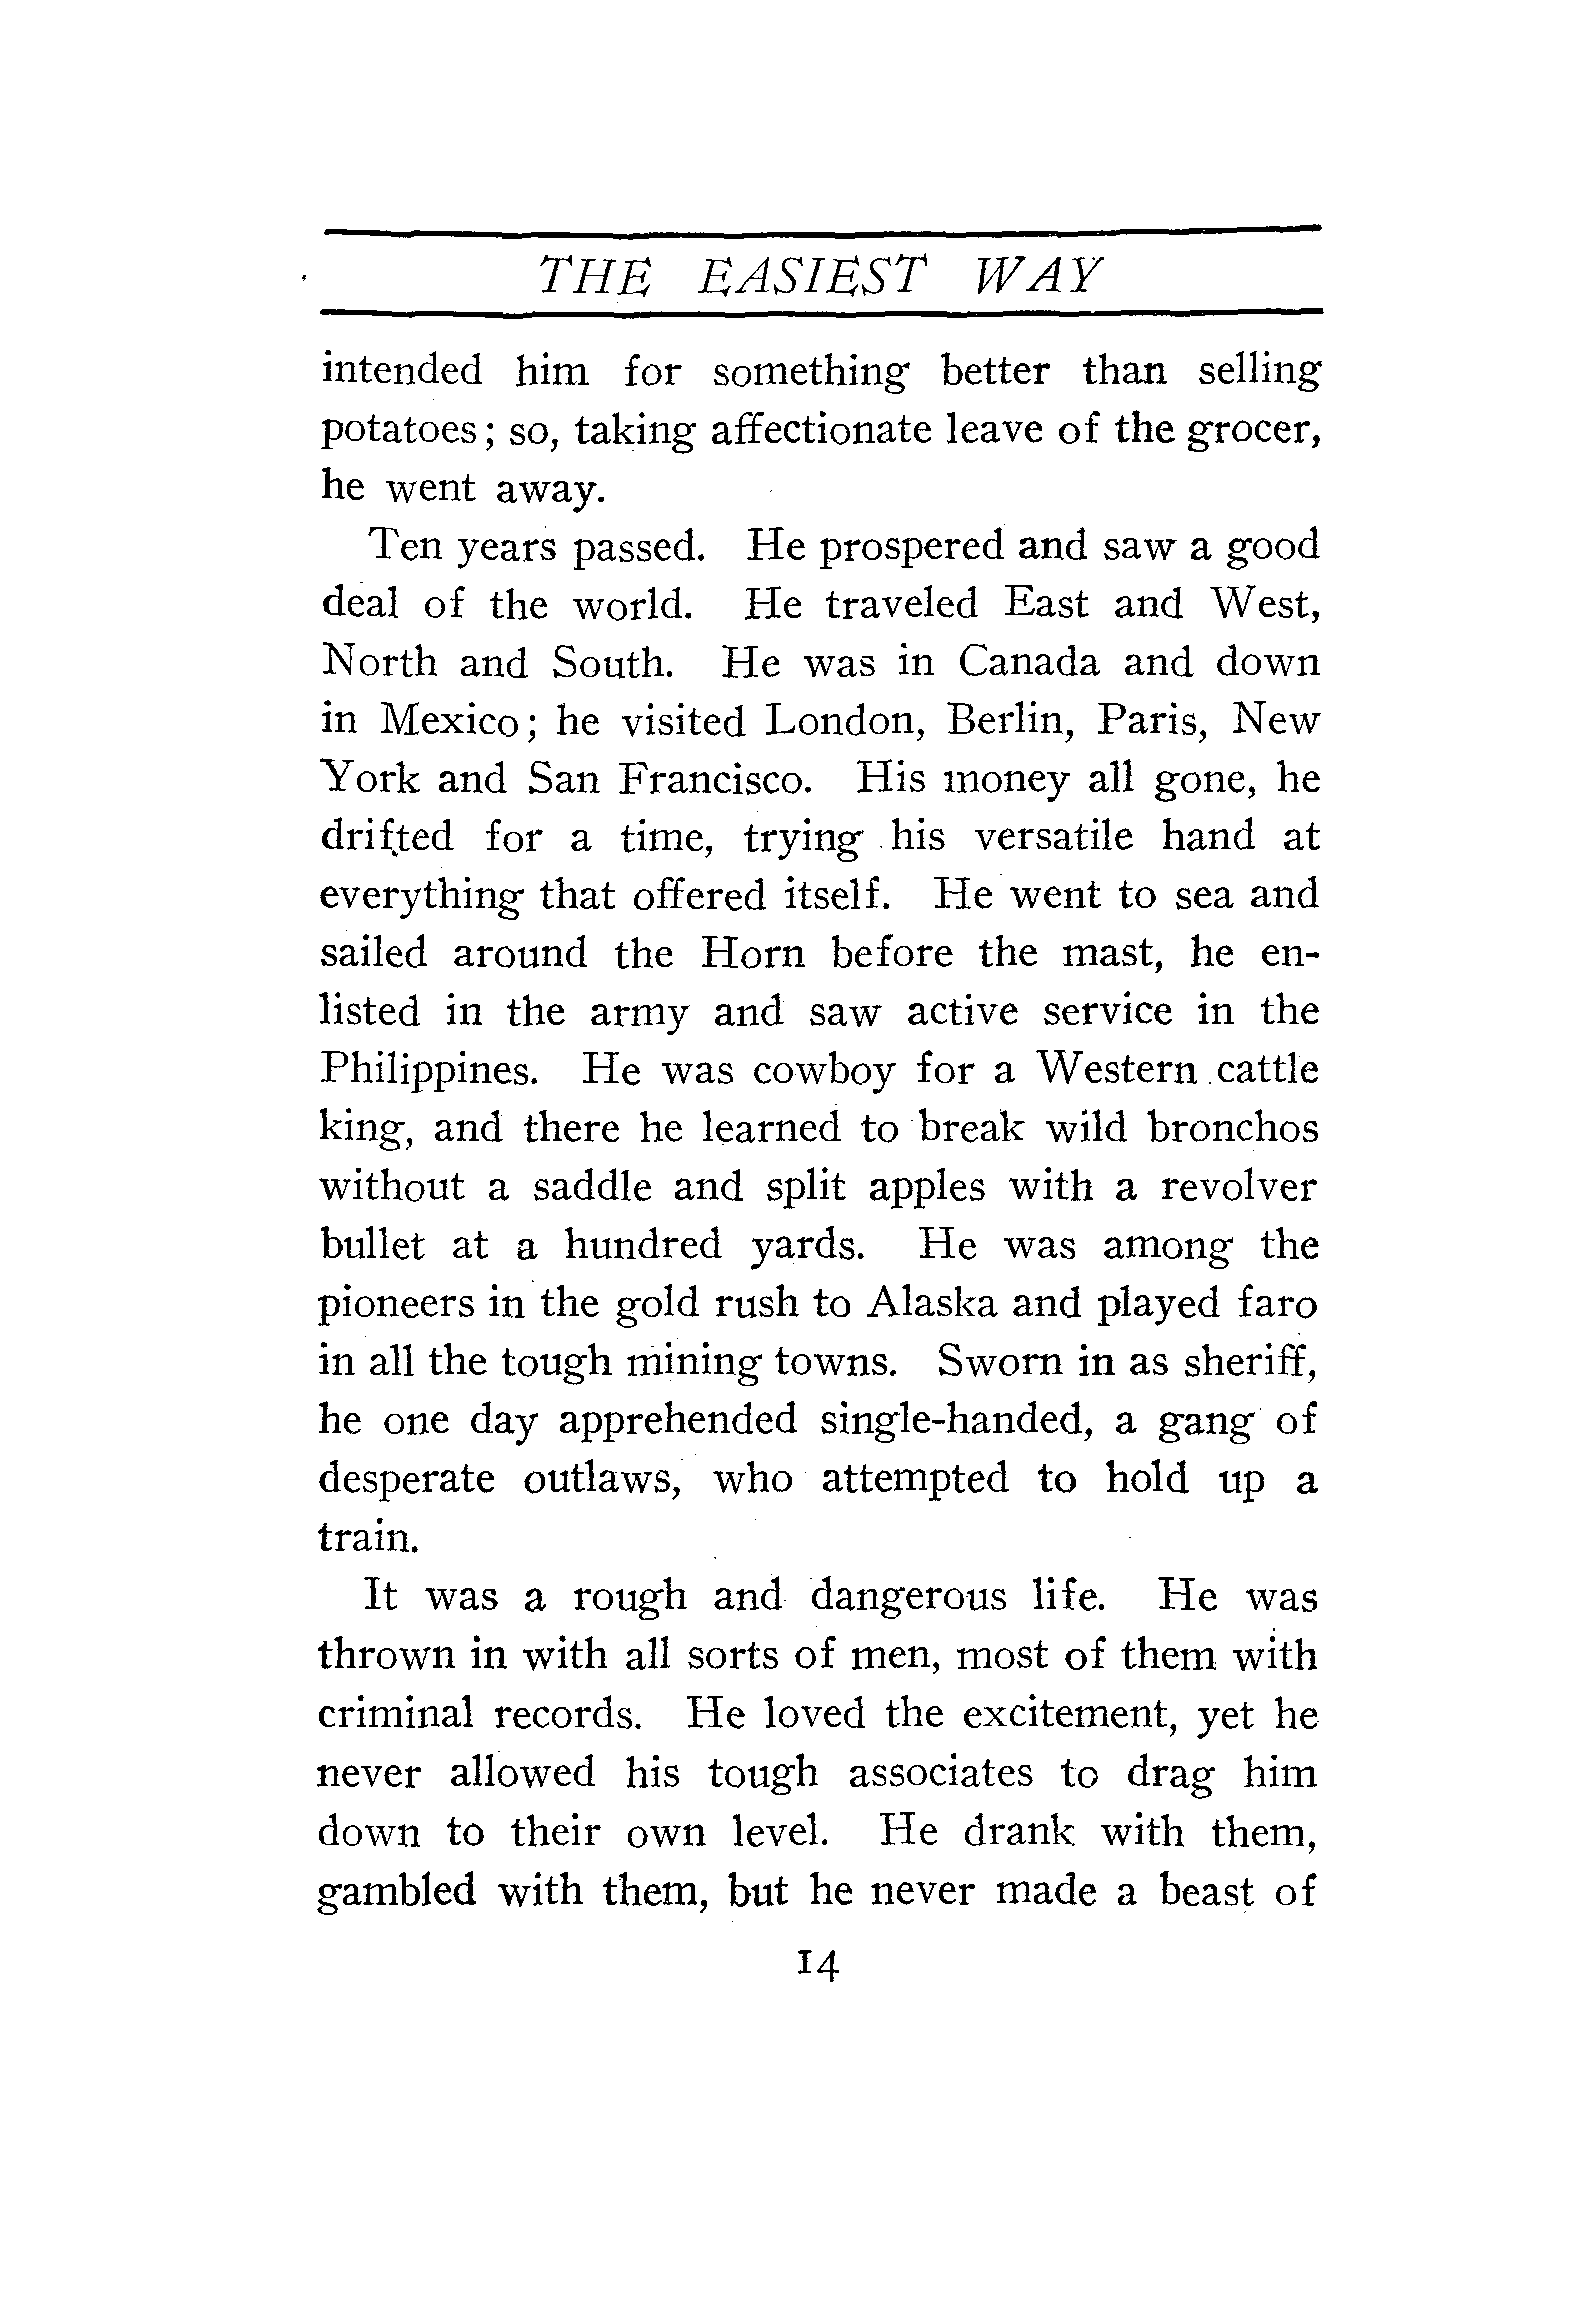 THE EASIEST WAY
intended him for something better than selling
potatoes; so, taking affectionate leave of the grocer,
he went away.
Ten years passed. He prospered and saw a good
deal of the world. He traveled East and West,
North and South. He was in Canada and down
in Mexico; he visited London, Berlin, Paris, New
York and San Francisco. His money all gone, he
drifted for a time, trying his versatile hand at
everything that offered itself. He went to sea and
sailed around the Horn before the mast, he en-
listed in the army and saw active service in the
Philippines. He was cowboy for a Western cattle
king, and there he learned to break wild bronchos
without a saddle and split apples with a revolver
bullet at a hundred yards. He was among the
pioneers in the gold rush to Alaska and played faro
in all the tough mining towns. Sworn in as sheriff,
he one day apprehended single-handed, a gang of
desperate outlaws, who attempted to hold up a
train.
It was a rough and dangerous life. He was
thrown in with all sorts of men, most of them with
criminal records. He loved the excitement, yet he
never allowed his tough associates to drag him
down to their own level. He drank with them,
gambled with them, but he never made a beast of
14